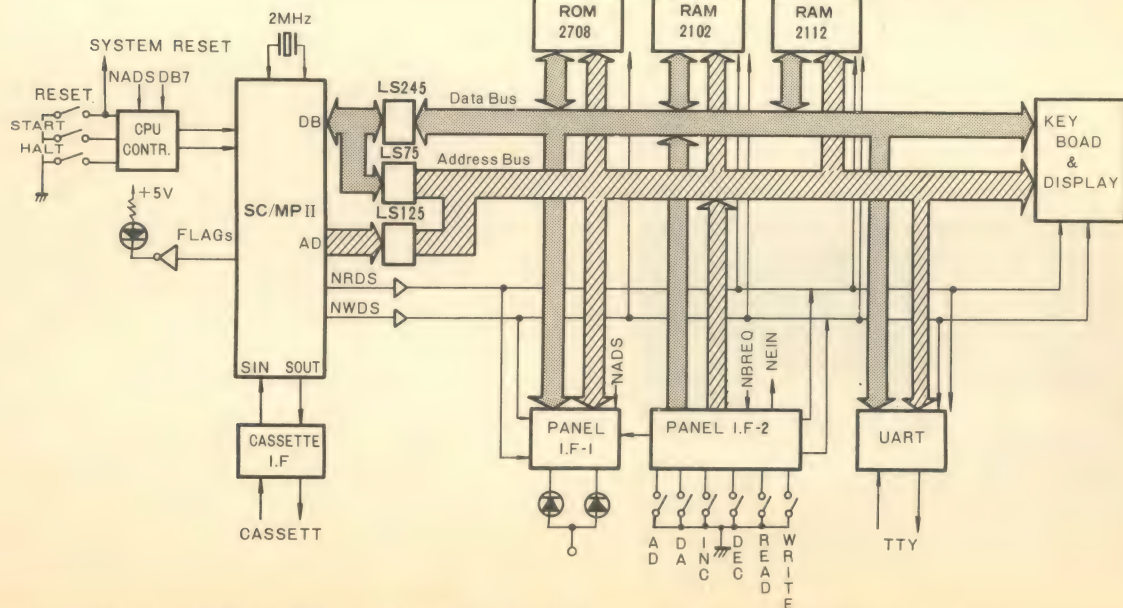 2MHz
SYSTEM RESET
NADS DB7
RESET
START
HALT
CPU
CONTR.
+5V
FLAGs
SC/MP II
DB
AD
NRDS
NWDS
SIN SOUT
CASSETTE
I.F
CASSETT
LS245
LS75
LS125
ROM
2708
RAM
2102
RAM
2112
Data Bus
Address Bus
KEY
BOAD
&
DISPLAY
NADS
NBREQ
NEIN
PANEL
I.F-1
PANEL I.F-2
UART
AD
DA
INC
DEC
READ
WRITE
TTY